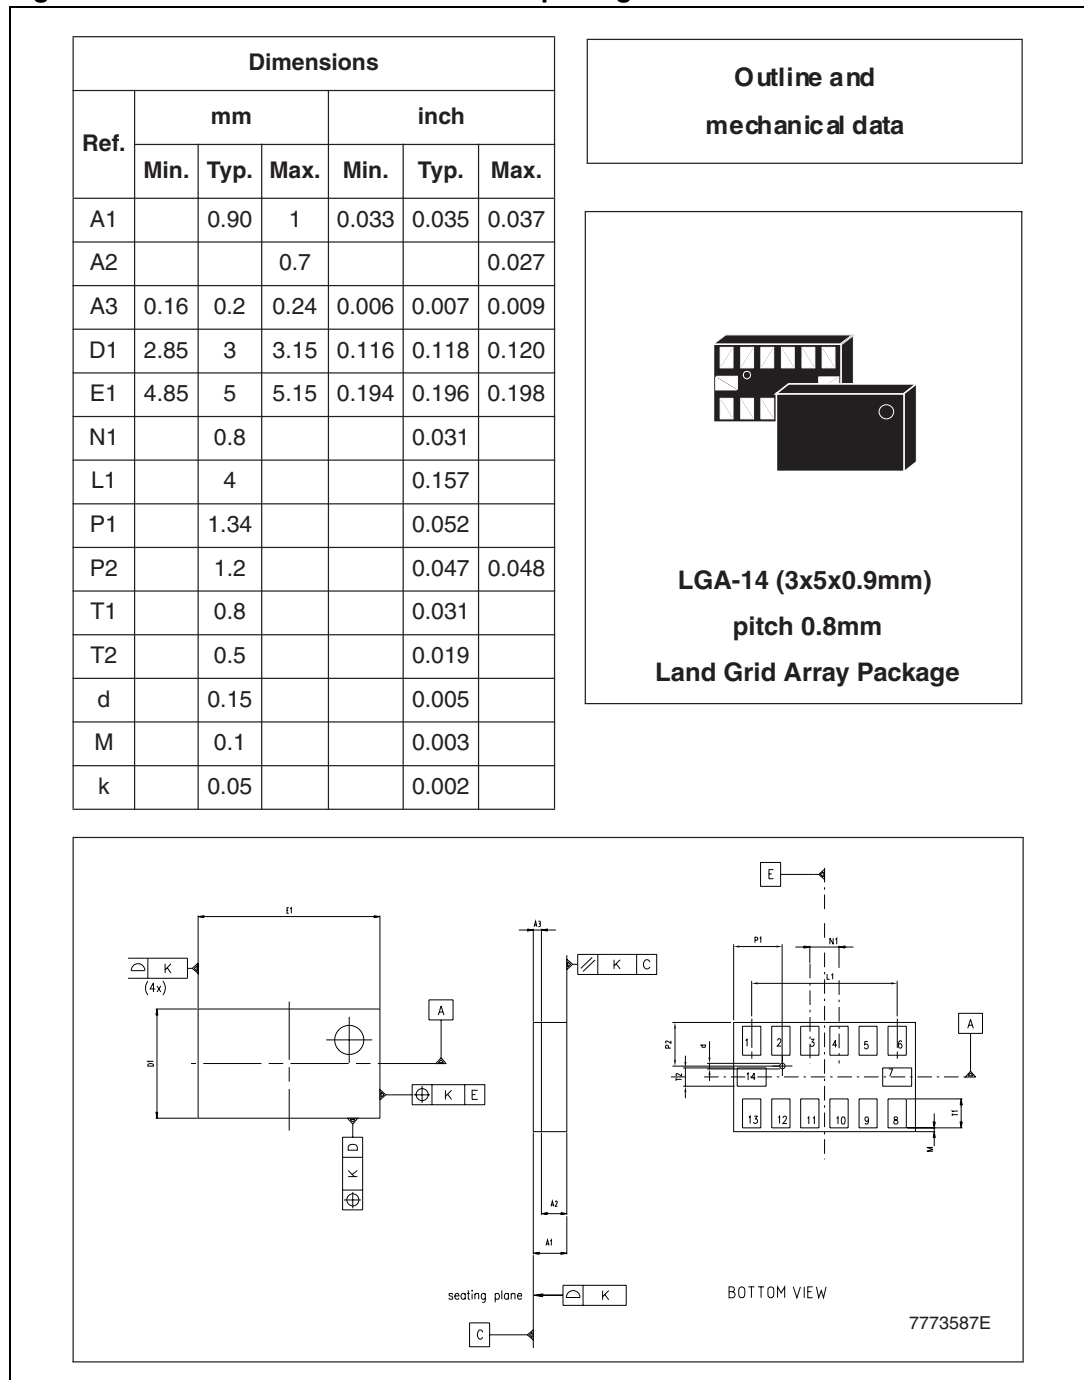 Dimensions
Ref. mm inch
Min. Typ. Max. Min. Typ. Max.
A1 0.90 1 0.033 0.035 0.037
A2 0.7 0.027
A3 0.16 0.2 0.24 0.006 0.007 0.009
D1 2.85 3 3.15 0.116 0.118 0.120
E1 4.85 5 5.15 0.194 0.196 0.198
N1 0.8 0.031
L1 4 0.157
P1 1.34 0.052
P2 1.2 0.047 0.048
T1 0.8 0.031
T2 0.5 0.019
d 0.15 0.005
M 0.1 0.003
k 0.05 0.002
Outline and
mechanical data
LGA-14 (3x5x0.9mm)
pitch 0.8mm
Land Grid Array Package
E1
K
(4x)
D1
A
K E
K D
A3
K C
A2
A1
seating plane
K
C
E
P1 N1
L1
P2
d
T2
1 2 3 4 5 6
14 7
13 12 11 10 9 8
A
T1
M
BOTTOM VIEW
7773587E